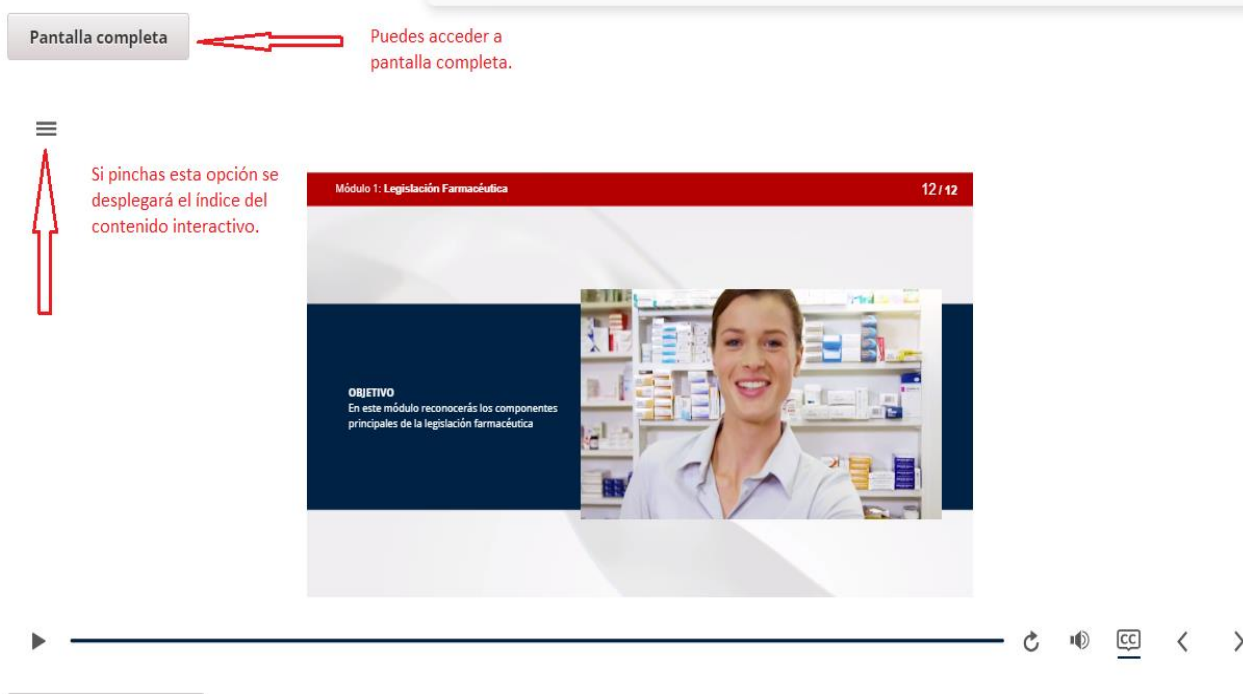 Pantalla completa
Puedes acceder a
pantalla completa.
Si pinchas esta opción se
desplegará el índice del
contenido interactivo.
Módulo 1: Legislación Farmacéutica
12 / 12
OBJETIVO
En este módulo reconocerás los componentes
principales de la legislación farmacéutica
CC